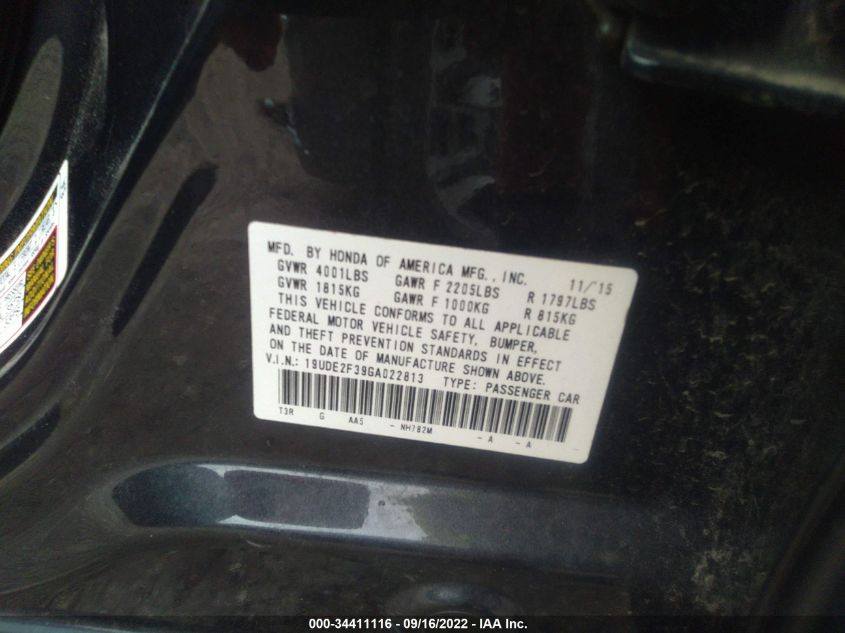 MFD. BY HONDA OF AMERICA MFG., INC. 11/'15
GVWR 4001LBS GAWR F 2205LBS R 1797LBS
GVWR 1815KG GAWR F 1000KG R 815KG
THIS VEHICLE CONFORMS TO ALL APPLICABLE
FEDERAL MOTOR VEHICLE SAFETY, BUMPER,
AND THEFT PREVENTION STANDARDS IN EFFECT
ON THE DATE OF MANUFACTURE SHOWN ABOVE.
V.I.N.: 19UDE2F39GA022813 TYPE: PASSENGER CAR
T3R G AA5 - NH782M - A - A
000-34411116 - 09/16/2022 - IAA Inc.